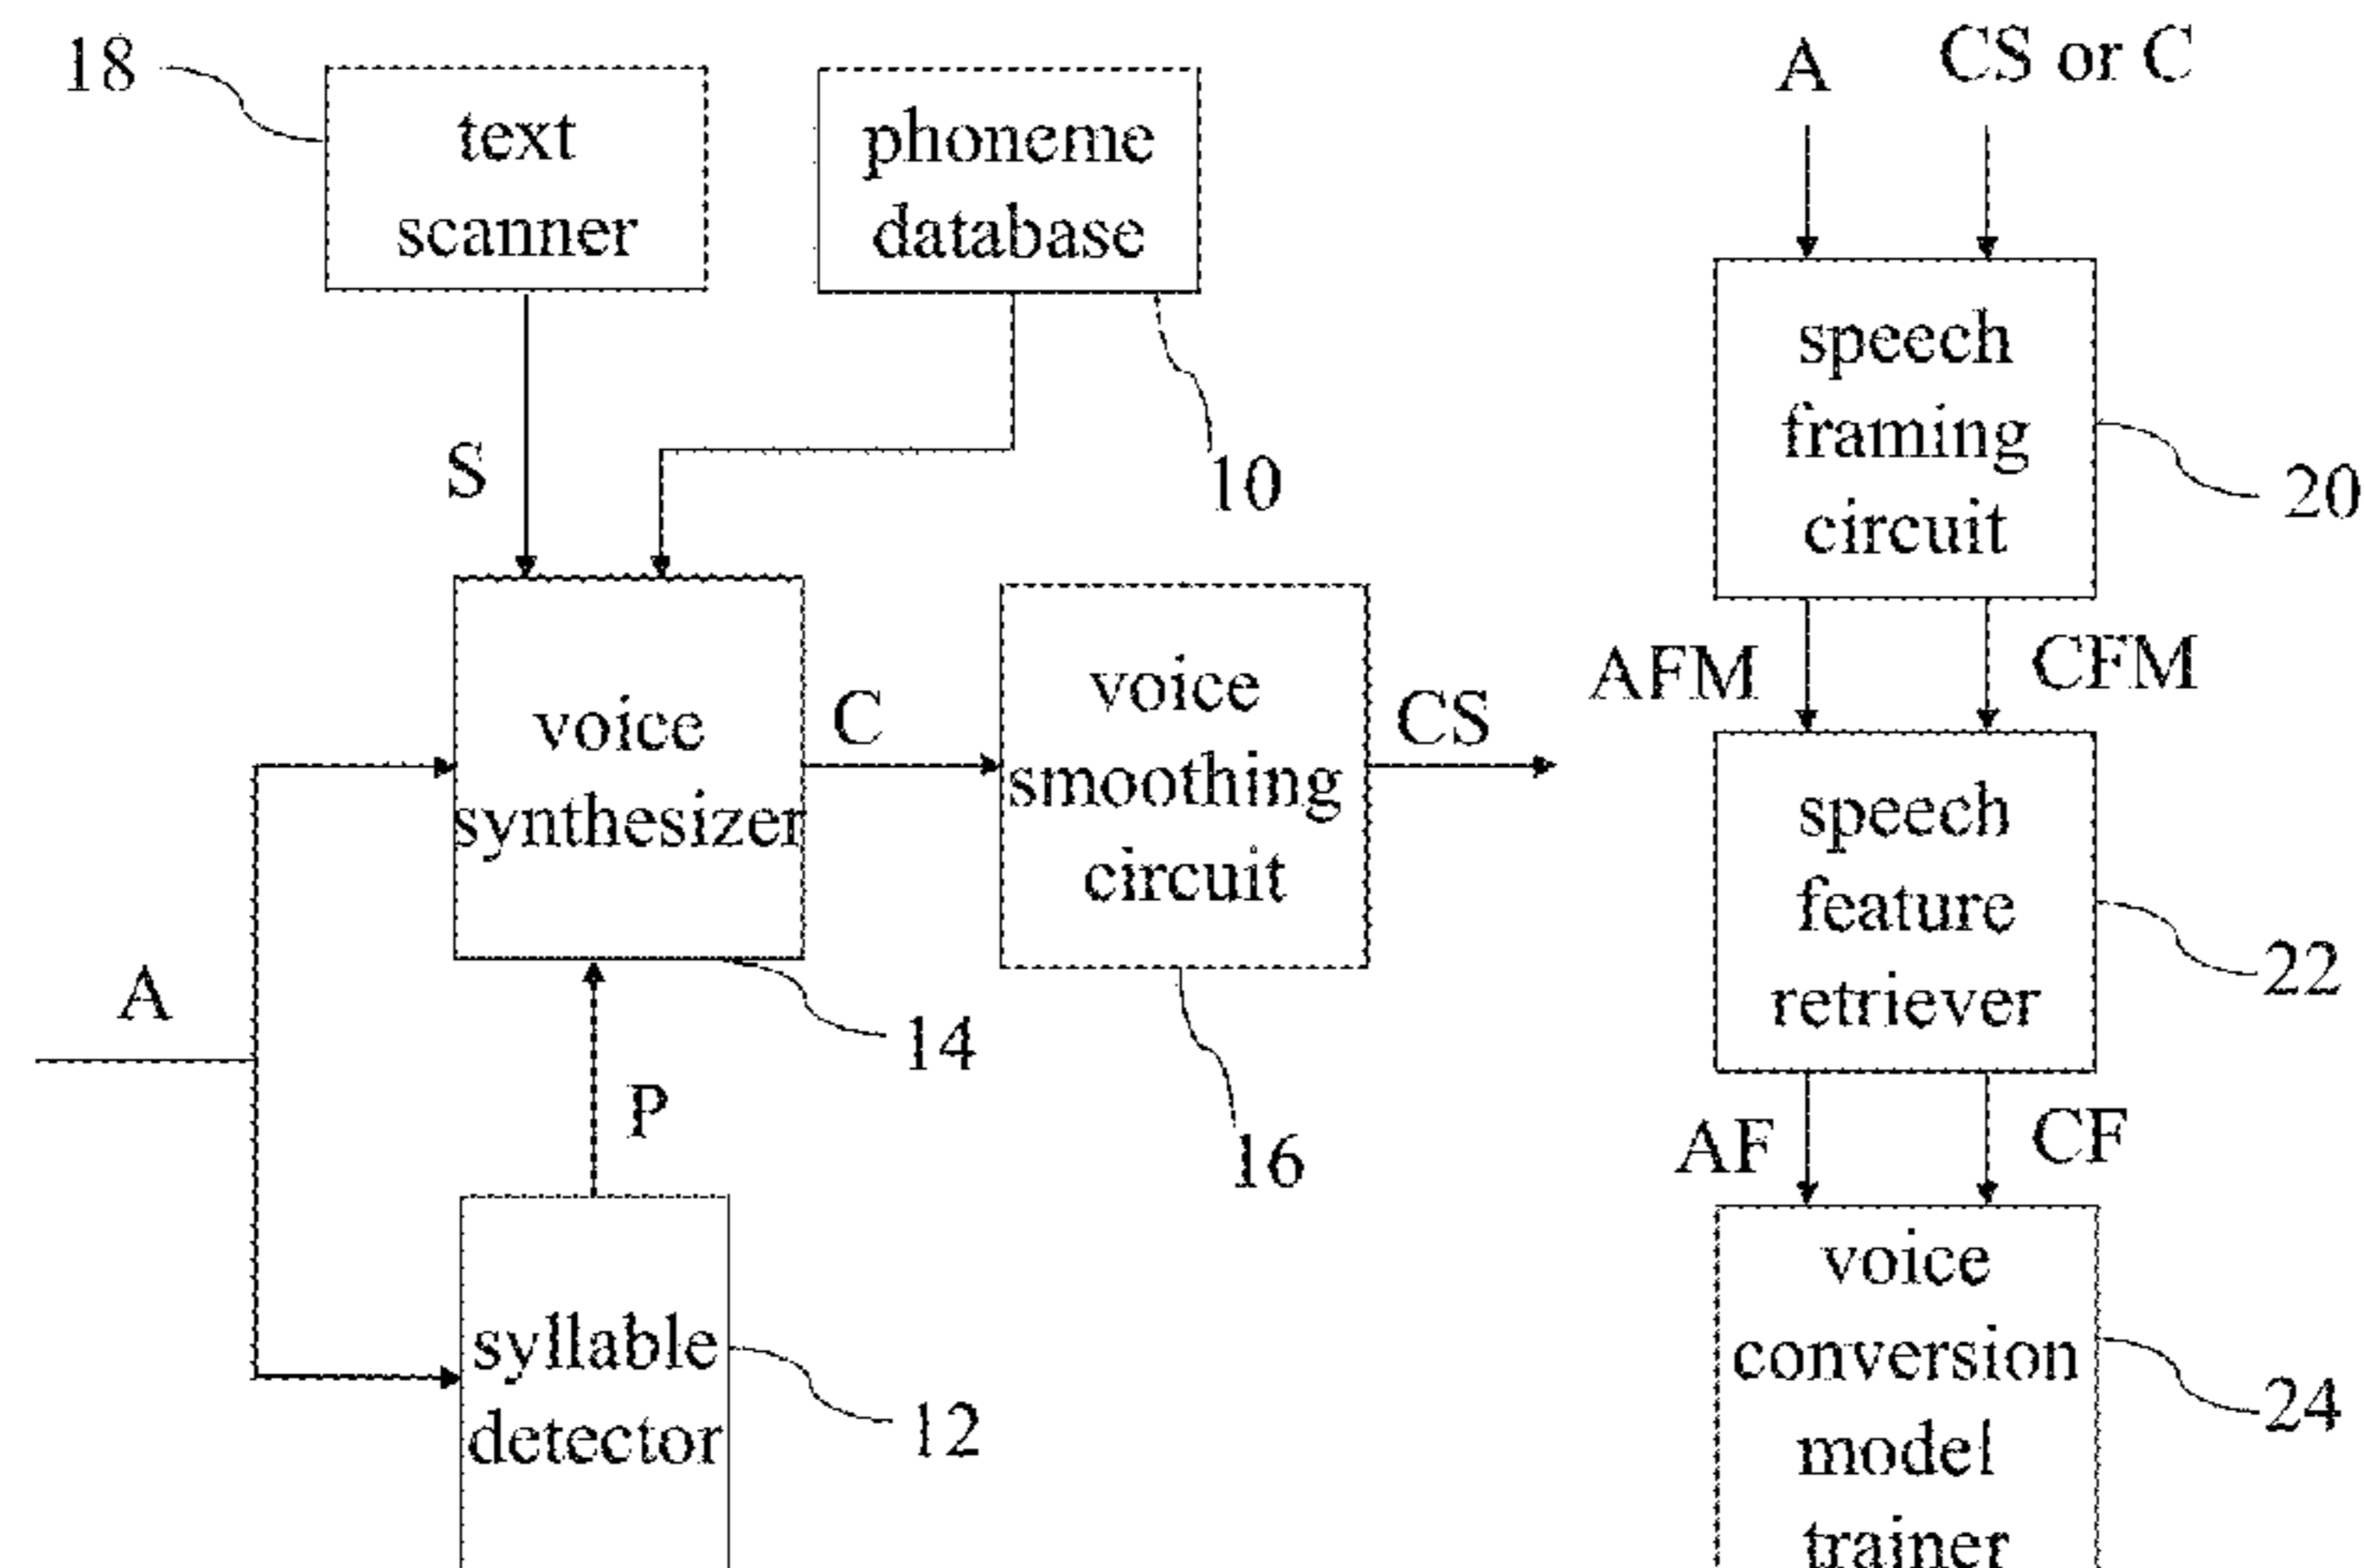 18
text
scanner
phoneme
database
S
10
voice
synthesizer
14
C
voice
smoothing
circuit
16
CS
A
P
syllable
detector
12
A
CS or C
speech
framing
circuit
20
AFM
CFM
speech
feature
retriever
22
AF
CF
voice
conversion
model
trainer
24